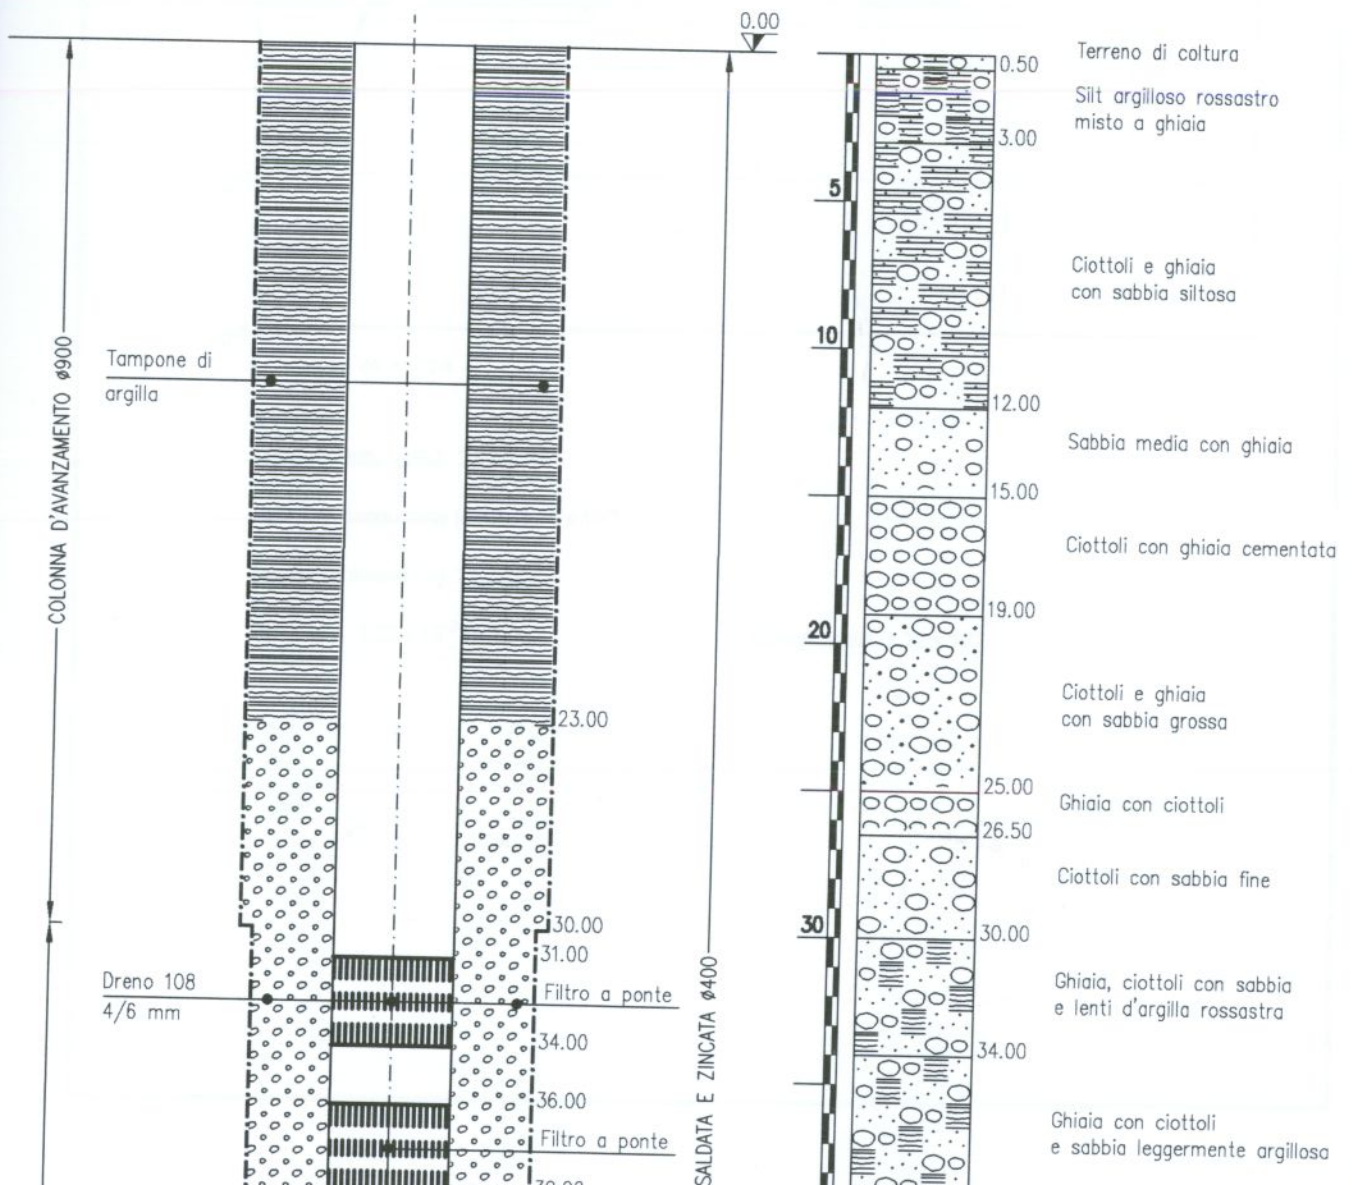 0.00
Terreno di coltura
0.50
Silt argilloso rossastro
misto a ghiaia
3.00
5
Ciottoli e ghiaia
con sabbia siltosa
10
Tampone di
argilla
COLONNA D'AVANZAMENTO ø900
12.00
Sabbia media con ghiaia
15.00
Ciottoli con ghiaia cementata
19.00
20
Ciottoli e ghiaia
con sabbia grossa
23.00
25.00
Ghiaia con ciottoli
26.50
Ciottoli con sabbia fine
30.00
30
30.00
31.00
Dreno 108
4/6 mm
Filtro a ponte
Ghiaia, ciottoli con sabbia
e lenti d'argilla rossastra
34.00
34.00
36.00
SALDATA E ZINCATA ø400
Filtro a ponte
Ghiaia con ciottoli
e sabbia leggermente argillosa